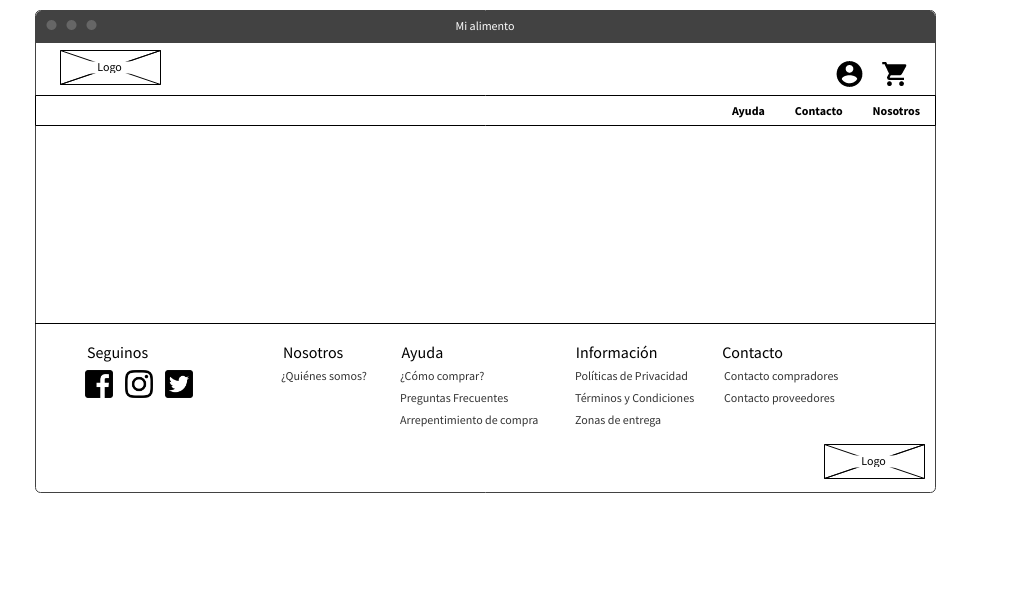 Mi alimento
Logo
Ayuda Contacto Nosotros
Seguinos
Nosotros
¿Quiénes somos?
Ayuda
¿Cómo comprar?
Preguntas Frecuentes
Arrepentimiento de compra
Información
Políticas de Privacidad
Términos y Condiciones
Zonas de entrega
Contacto
Contacto compradores
Contacto proveedores
Logo